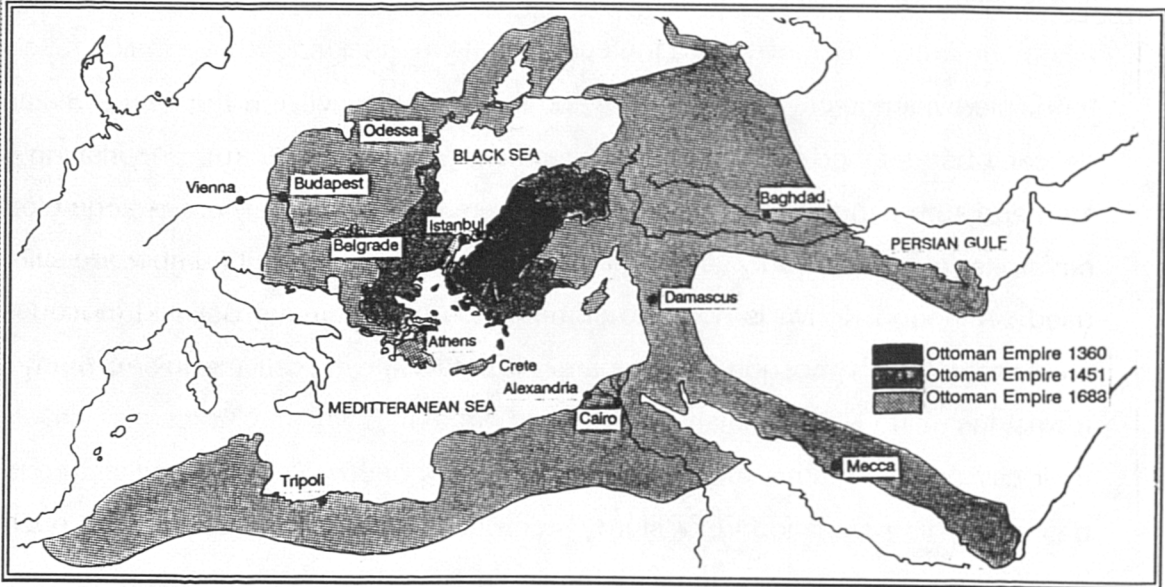 Odessa
BLACK SEA
Vienna
Budapest
Baghdad
Istanbul
Belgrade
PERSIAN GULF
Damascus
Athens
Crete
Alexandria
MEDITTERANEAN SEA
Cairo
Tripoli
Mecca
Ottoman Empire 1360
Ottoman Empire 1451
Ottoman Empire 1683